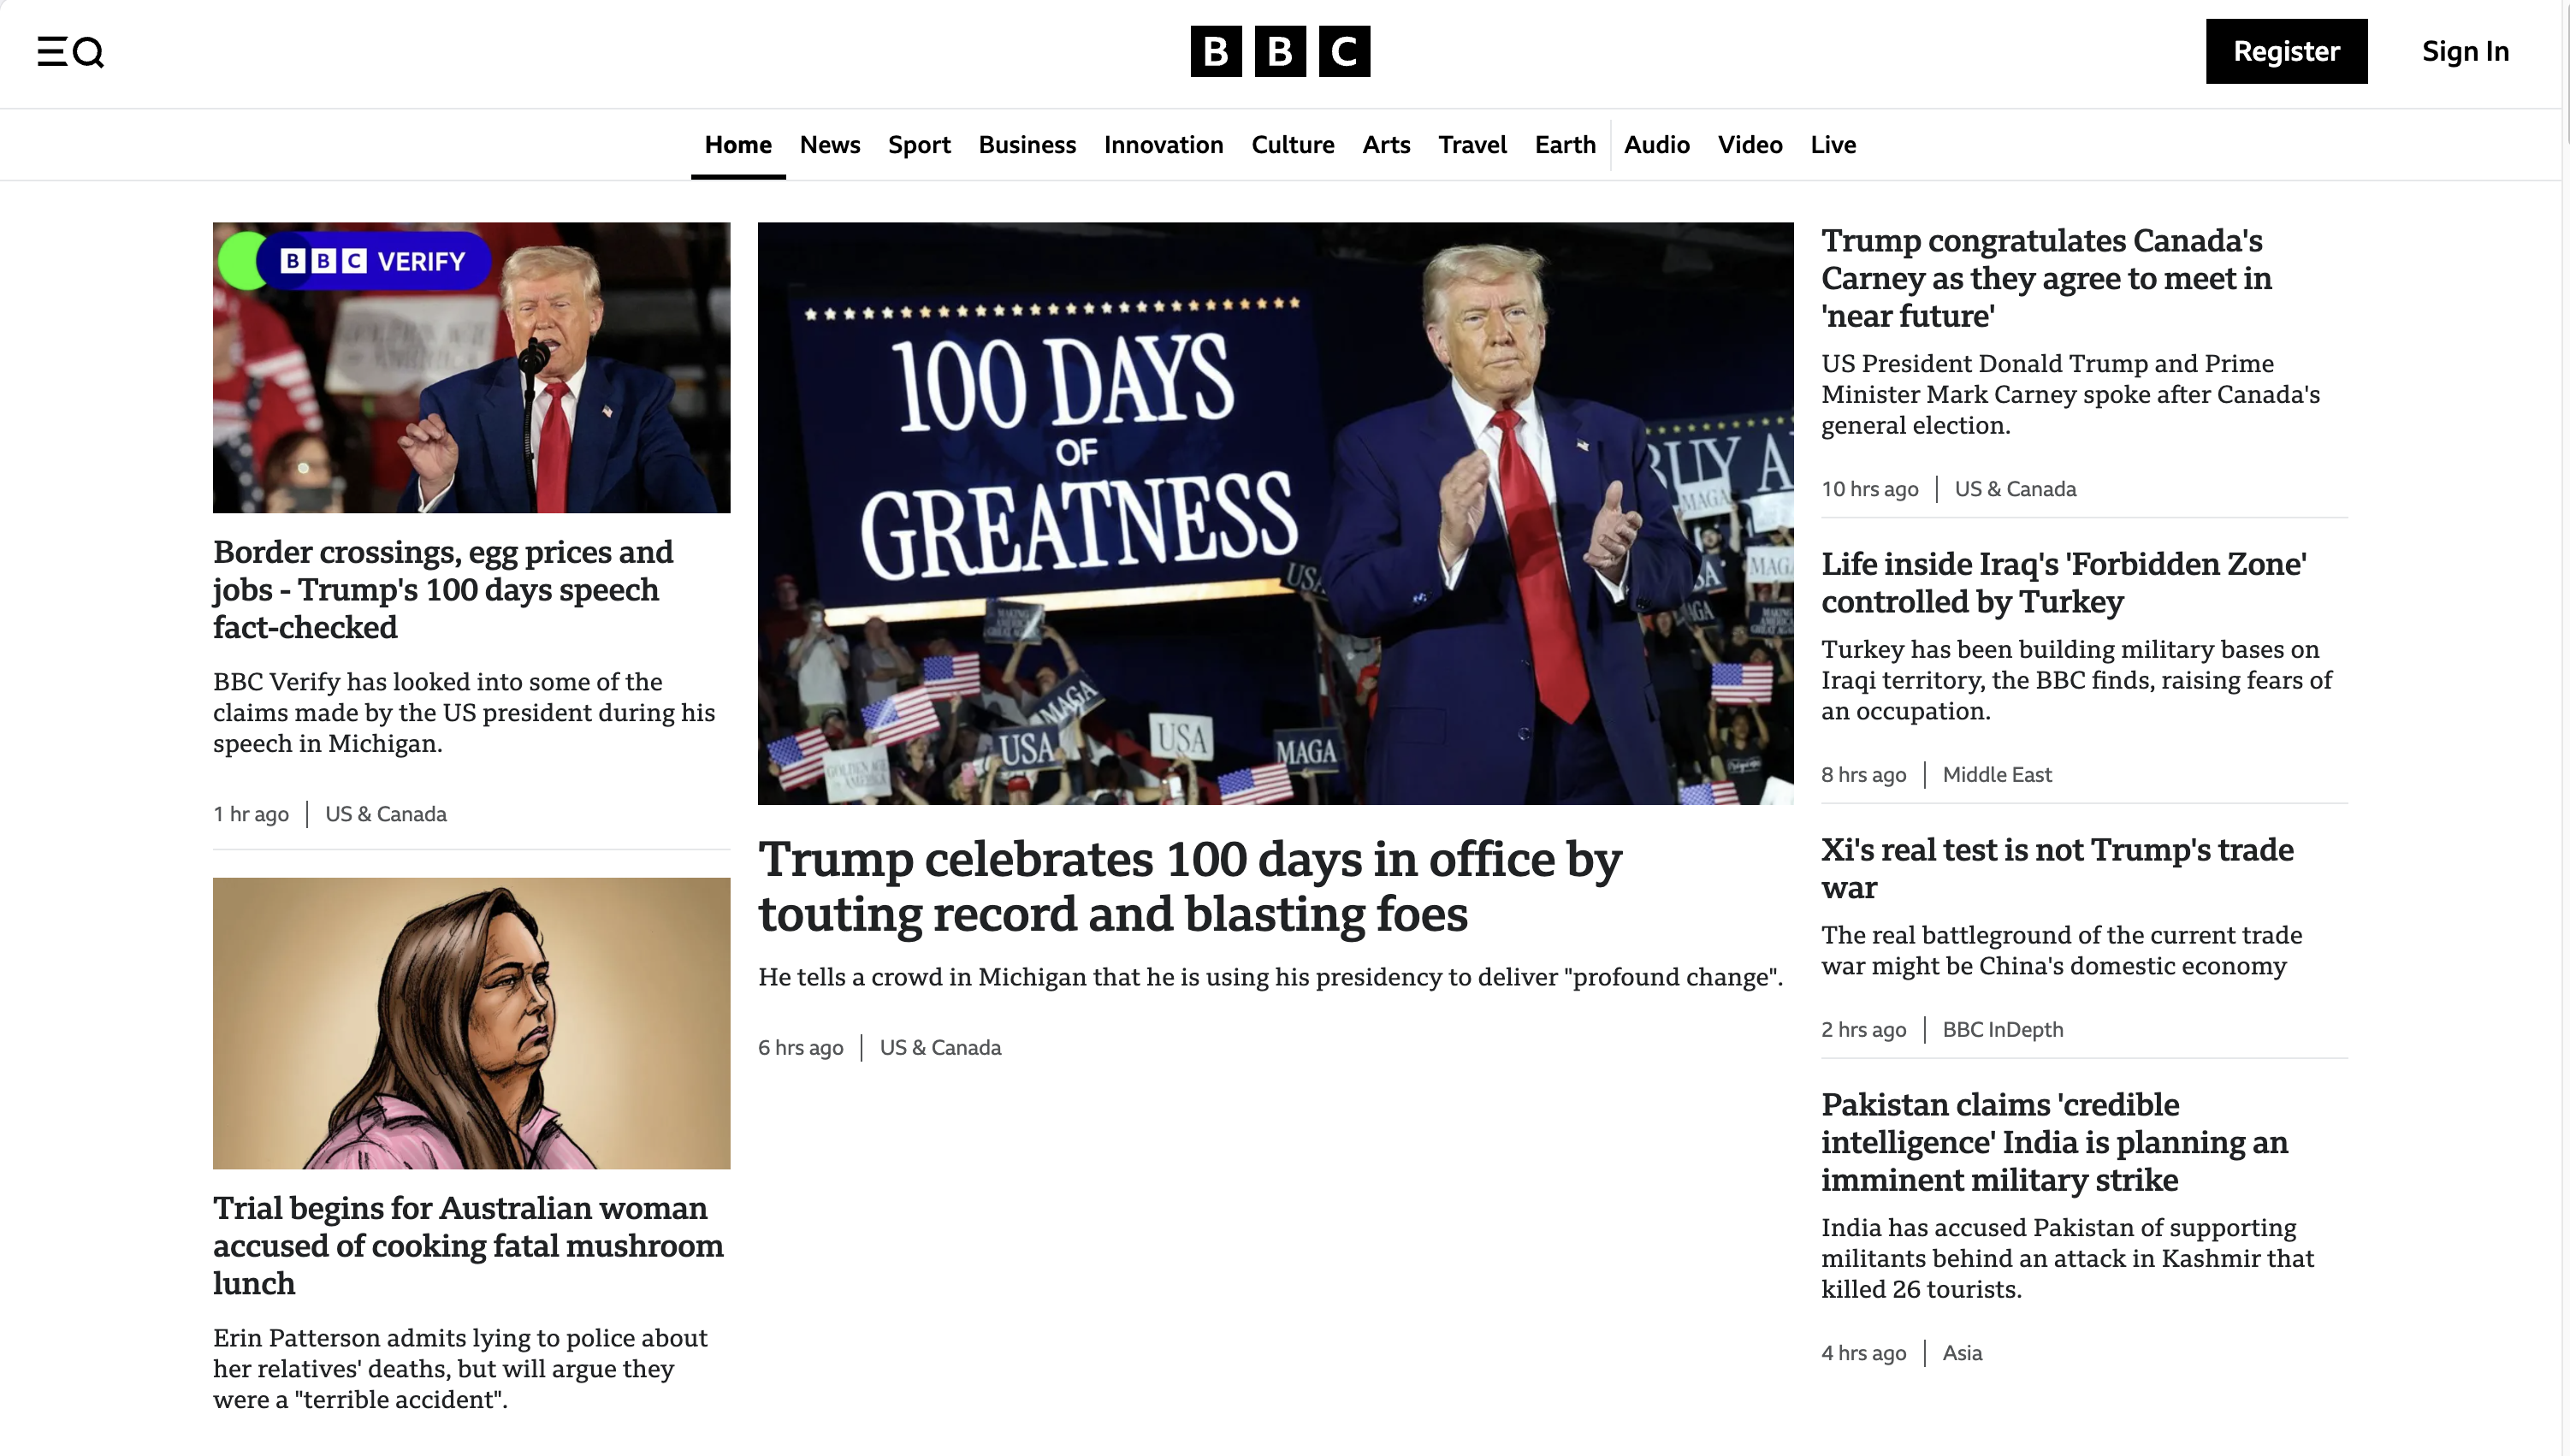 BBC
Register
Sign In
Home News Sport Business Innovation Culture Arts Travel Earth Audio Video Live
BBC VERIFY
Border crossings, egg prices and
jobs - Trump's 100 days speech
fact-checked
BBC Verify has looked into some of the
claims made by the US president during his
speech in Michigan.
1 hr ago | US & Canada
Trial begins for Australian woman
accused of cooking fatal mushroom
lunch
Erin Patterson admits lying to police about
her relatives' deaths, but will argue they
were a "terrible accident".
100 DAYS
OF
GREATNESS
BUY A
MAGA
USA
MAGA
MAGA
USA
USA
MAGA
Trump celebrates 100 days in office by
touting record and blasting foes
He tells a crowd in Michigan that he is using his presidency to deliver "profound change".
6 hrs ago | US & Canada
Trump congratulates Canada's
Carney as they agree to meet in
'near future'
US President Donald Trump and Prime
Minister Mark Carney spoke after Canada's
general election.
10 hrs ago | US & Canada
Life inside Iraq's 'Forbidden Zone'
controlled by Turkey
Turkey has been building military bases on
Iraqi territory, the BBC finds, raising fears of
an occupation.
8 hrs ago | Middle East
Xi's real test is not Trump's trade
war
The real battleground of the current trade
war might be China's domestic economy
2 hrs ago | BBC InDepth
Pakistan claims 'credible
intelligence' India is planning an
imminent military strike
India has accused Pakistan of supporting
militants behind an attack in Kashmir that
killed 26 tourists.
4 hrs ago | Asia